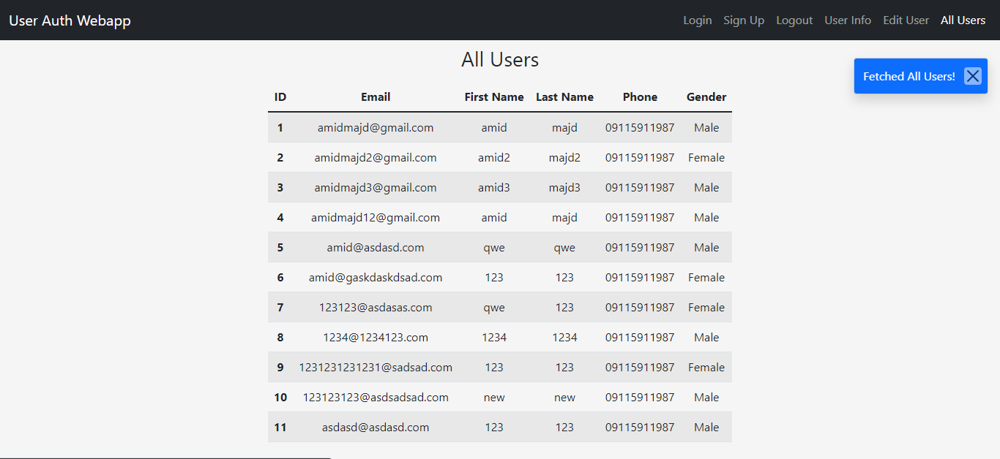 User Auth Webapp Login Sign Up Logout User Info Edit User All Users
All Users
Fetched All Users!
ID Email First Name Last Name Phone Gender
1 amidmajd@gmail.com amid majd 09115911987 Male
2 amidmajd2@gmail.com amid2 majd2 09115911987 Female
3 amidmajd3@gmail.com amid3 majd3 09115911987 Male
4 amidmajd12@gmail.com amid majd 09115911987 Male
5 amid@asdasd.com qwe qwe 09115911987 Male
6 amid@gaskdaskdsad.com 123 123 09115911987 Female
7 123123@asdasas.com qwe 123 09115911987 Female
8 1234@1234123.com 1234 1234 09115911987 Male
9 1231231231231@sadsad.com 123 123 09115911987 Female
10 123123123@asdsadsad.com new new 09115911987 Male
11 asdasd@asdasd.com 123 123 09115911987 Male